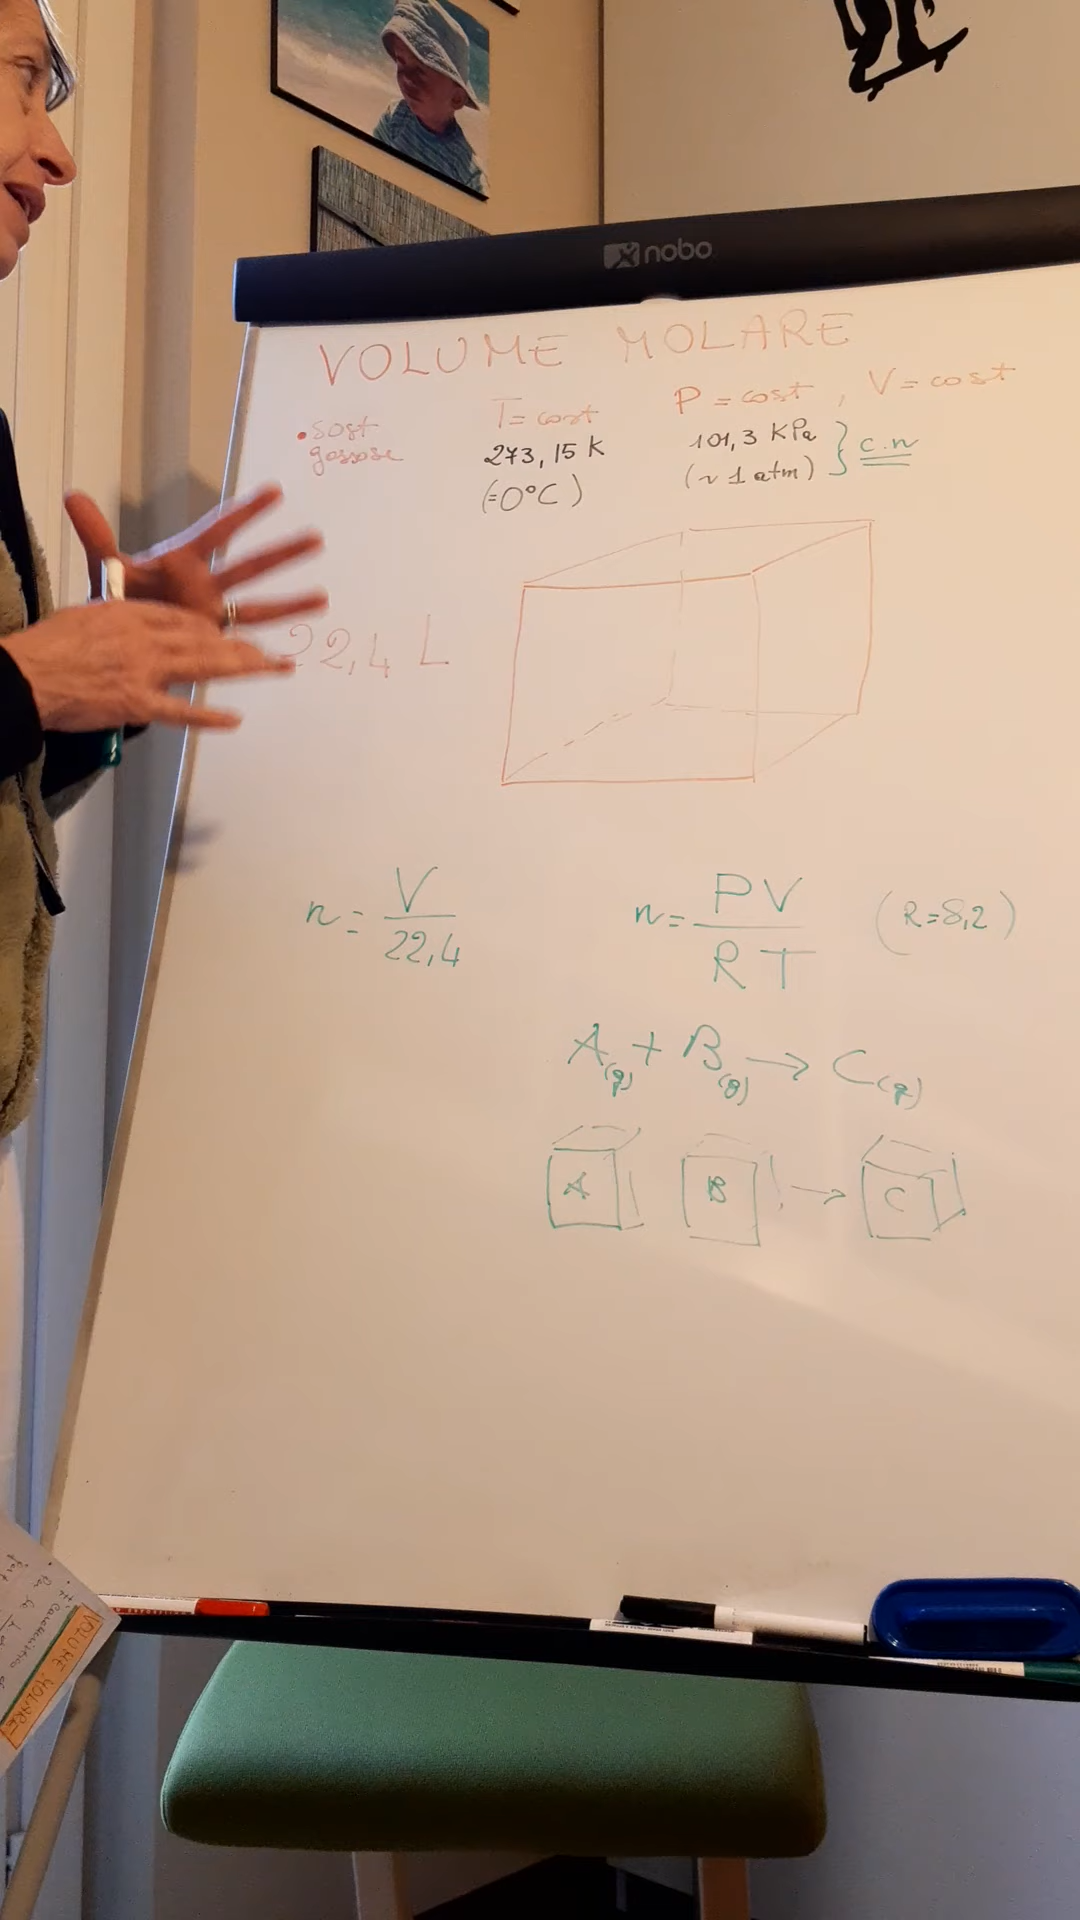 nobo
VOLUME MOLARE
• sost gassose
T = cost
P = cost , V = cost
273,15 K
(=0°C)
101,3 KPa
(~ 1 atm)
} c.n
22,4 L
n = V / 22,4
n = PV / RT (R=8,2)
A(g) + B(g) → C(g)
A B → C
VOLUME MOLARE